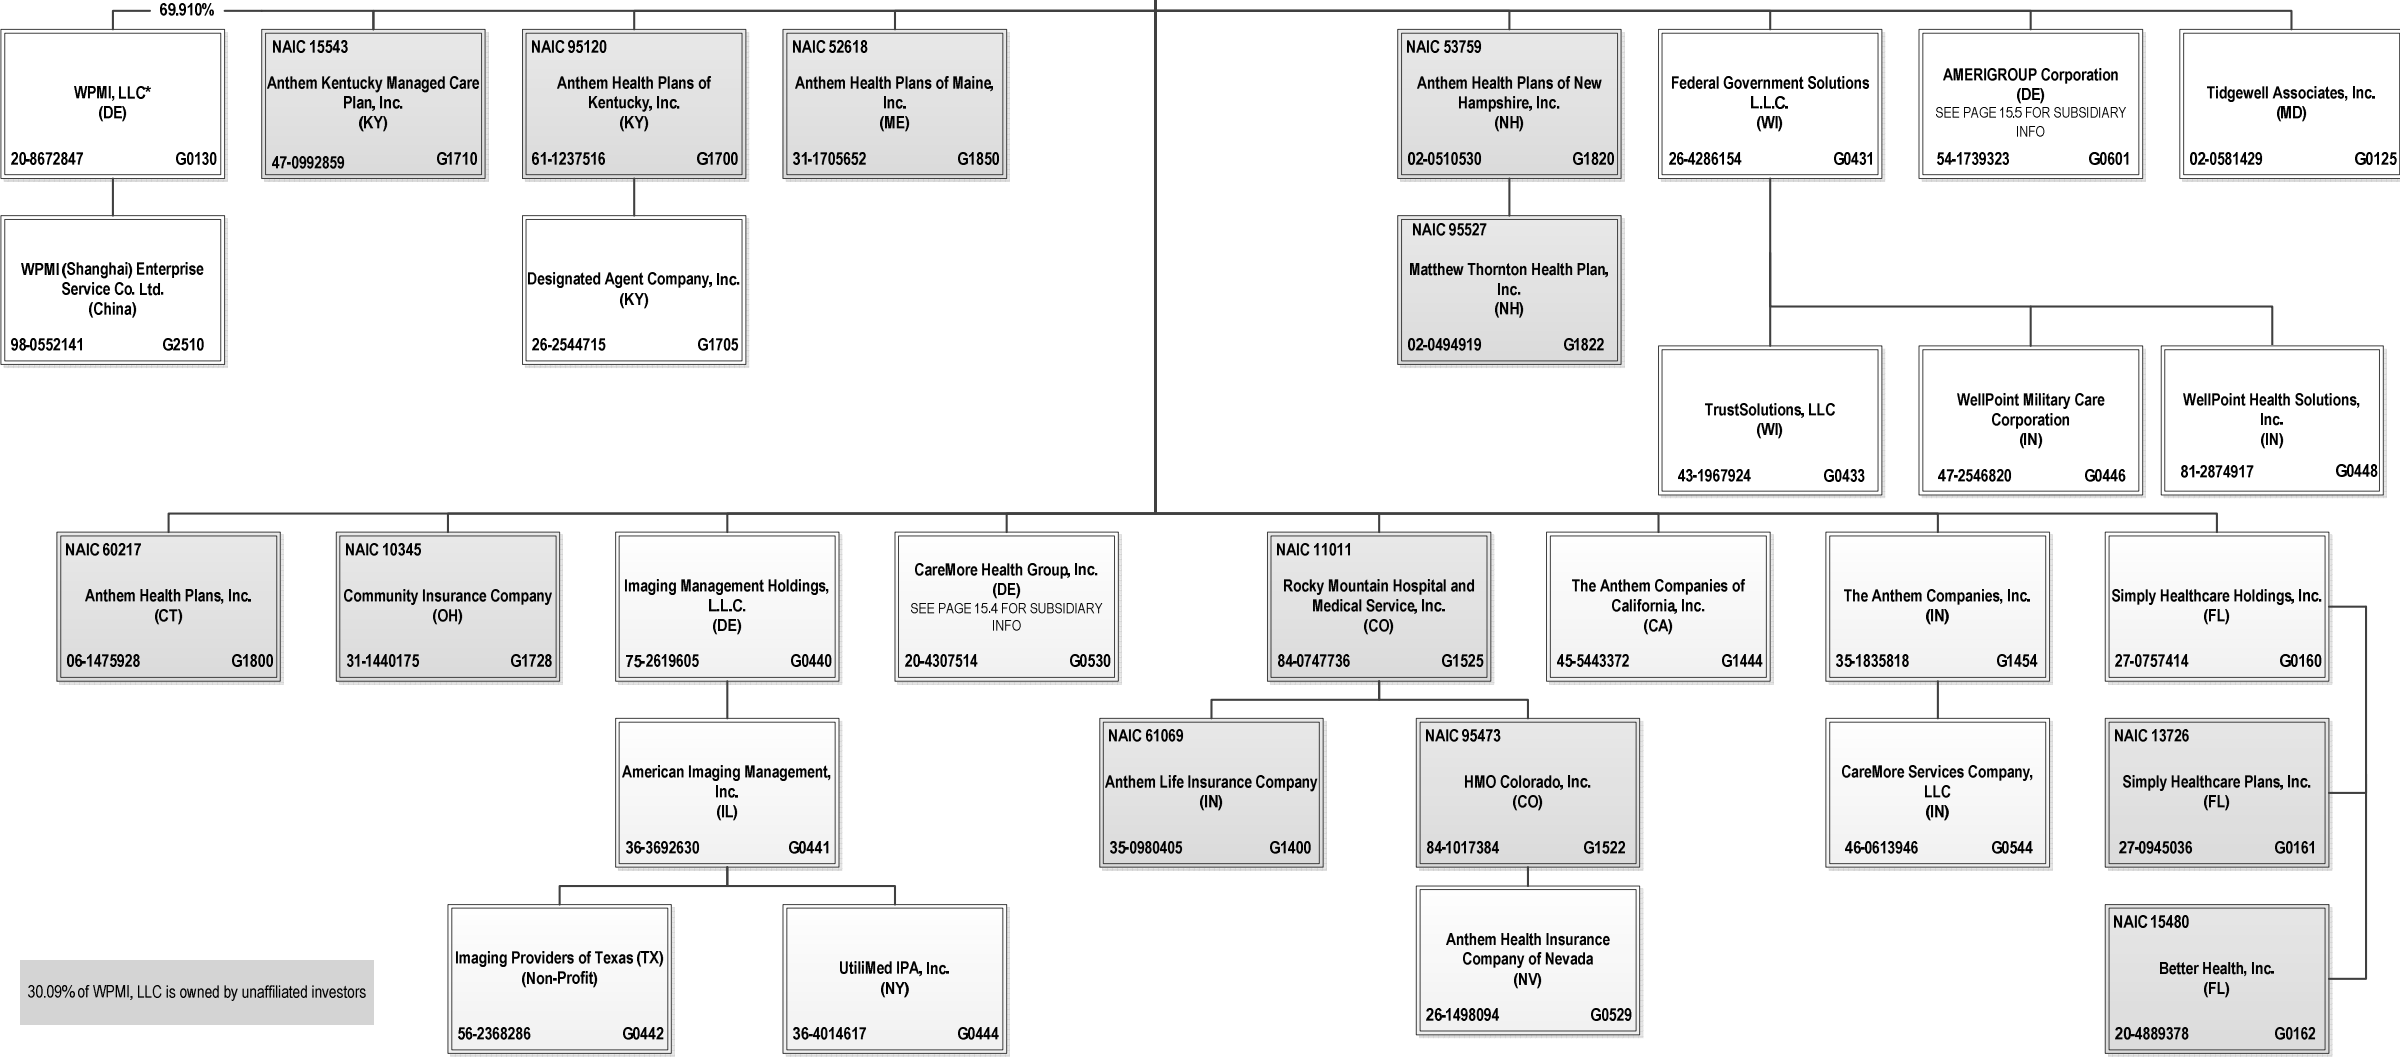 69.910%
WPMI, LLC*
(DE)
20-8672847 G0130
NAIC 15543
Anthem Kentucky Managed Care
Plan, Inc.
(KY)
47-0992859 G1710
NAIC 95120
Anthem Health Plans of
Kentucky, Inc.
(KY)
61-1237516 G1700
NAIC 52618
Anthem Health Plans of Maine,
Inc.
(ME)
31-1705652 G1850
NAIC 53759
Anthem Health Plans of New
Hampshire, Inc.
(NH)
02-0510530 G1820
Federal Government Solutions
L.L.C.
(WI)
26-4286154 G0431
AMERIGROUP Corporation
(DE)
SEE PAGE 15.5 FOR SUBSIDIARY
INFO
54-1739323 G0601
Tidgewell Associates, Inc.
(MD)
02-0581429 G0125
WPMI (Shanghai) Enterprise
Service Co. Ltd.
(China)
98-0552141 G2510
Designated Agent Company, Inc.
(KY)
26-2544715 G1705
NAIC 95527
Matthew Thornton Health Plan,
Inc.
(NH)
02-0494919 G1822
TrustSolutions, LLC
(WI)
43-1967924 G0433
WellPoint Military Care
Corporation
(IN)
47-2546820 G0446
WellPoint Health Solutions,
Inc.
(IN)
81-2874917 G0448
NAIC 60217
Anthem Health Plans, Inc.
(CT)
06-1475928 G1800
NAIC 10345
Community Insurance Company
(OH)
31-1440175 G1728
Imaging Management Holdings,
L.L.C.
(DE)
75-2619605 G0440
CareMore Health Group, Inc.
(DE)
SEE PAGE 15.4 FOR SUBSIDIARY
INFO
20-4307514 G0530
NAIC 11011
Rocky Mountain Hospital and
Medical Service, Inc.
(CO)
84-0747736 G1525
The Anthem Companies of
California, Inc.
(CA)
45-5443372 G1444
The Anthem Companies, Inc.
(IN)
35-1835818 G1454
Simply Healthcare Holdings, Inc.
(FL)
27-0757414 G0160
American Imaging Management,
Inc.
(IL)
36-3692630 G0441
NAIC 61069
Anthem Life Insurance Company
(IN)
35-0980405 G1400
NAIC 95473
HMO Colorado, Inc.
(CO)
84-1017384 G1522
CareMore Services Company,
LLC
(IN)
46-0613946 G0544
NAIC 13726
Simply Healthcare Plans, Inc.
(FL)
27-0945036 G0161
Imaging Providers of Texas (TX)
(Non-Profit)
56-2368286 G0442
UtiliMed IPA, Inc.
(NY)
36-4014617 G0444
Anthem Health Insurance
Company of Nevada
(NV)
26-1498094 G0529
NAIC 15480
Better Health, Inc.
(FL)
20-4889378 G0162
30.09% of WPMI, LLC is owned by unaffiliated investors